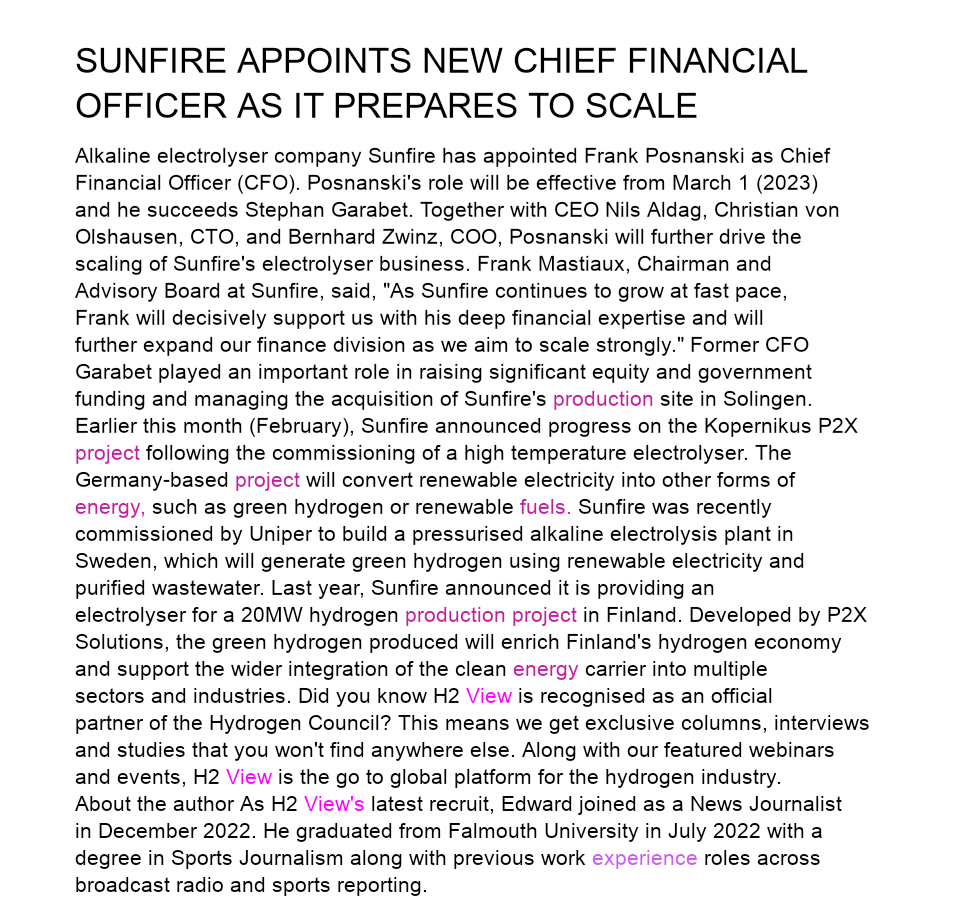 SUNFIRE APPOINTS NEW CHIEF FINANCIAL
OFFICER AS IT PREPARES TO SCALE
Alkaline electrolyser company Sunfire has appointed Frank Posnanski as Chief
Financial Officer (CFO). Posnanski's role will be effective from March 1 (2023)
and he succeeds Stephan Garabet. Together with CEO Nils Aldag, Christian von
Olshausen, CTO, and Bernhard Zwinz, COO, Posnanski will further drive the
scaling of Sunfire's electrolyser business. Frank Mastiaux, Chairman and
Advisory Board at Sunfire, said, "As Sunfire continues to grow at fast pace,
Frank will decisively support us with his deep financial expertise and will
further expand our finance division as we aim to scale strongly." Former CFO
Garabet played an important role in raising significant equity and government
funding and managing the acquisition of Sunfire's production site in Solingen.
Earlier this month (February), Sunfire announced progress on the Kopernikus P2X
project following the commissioning of a high temperature electrolyser. The
Germany-based project will convert renewable electricity into other forms of
energy, such as green hydrogen or renewable fuels. Sunfire was recently
commissioned by Uniper to build a pressurised alkaline electrolysis plant in
Sweden, which will generate green hydrogen using renewable electricity and
purified wastewater. Last year, Sunfire announced it is providing an
electrolyser for a 20MW hydrogen production project in Finland. Developed by P2X
Solutions, the green hydrogen produced will enrich Finland's hydrogen economy
and support the wider integration of the clean energy carrier into multiple
sectors and industries. Did you know H2 View is recognised as an official
partner of the Hydrogen Council? This means we get exclusive columns, interviews
and studies that you won't find anywhere else. Along with our featured webinars
and events, H2 View is the go to global platform for the hydrogen industry.
About the author As H2 View's latest recruit, Edward joined as a News Journalist
in December 2022. He graduated from Falmouth University in July 2022 with a
degree in Sports Journalism along with previous work experience roles across
broadcast radio and sports reporting.